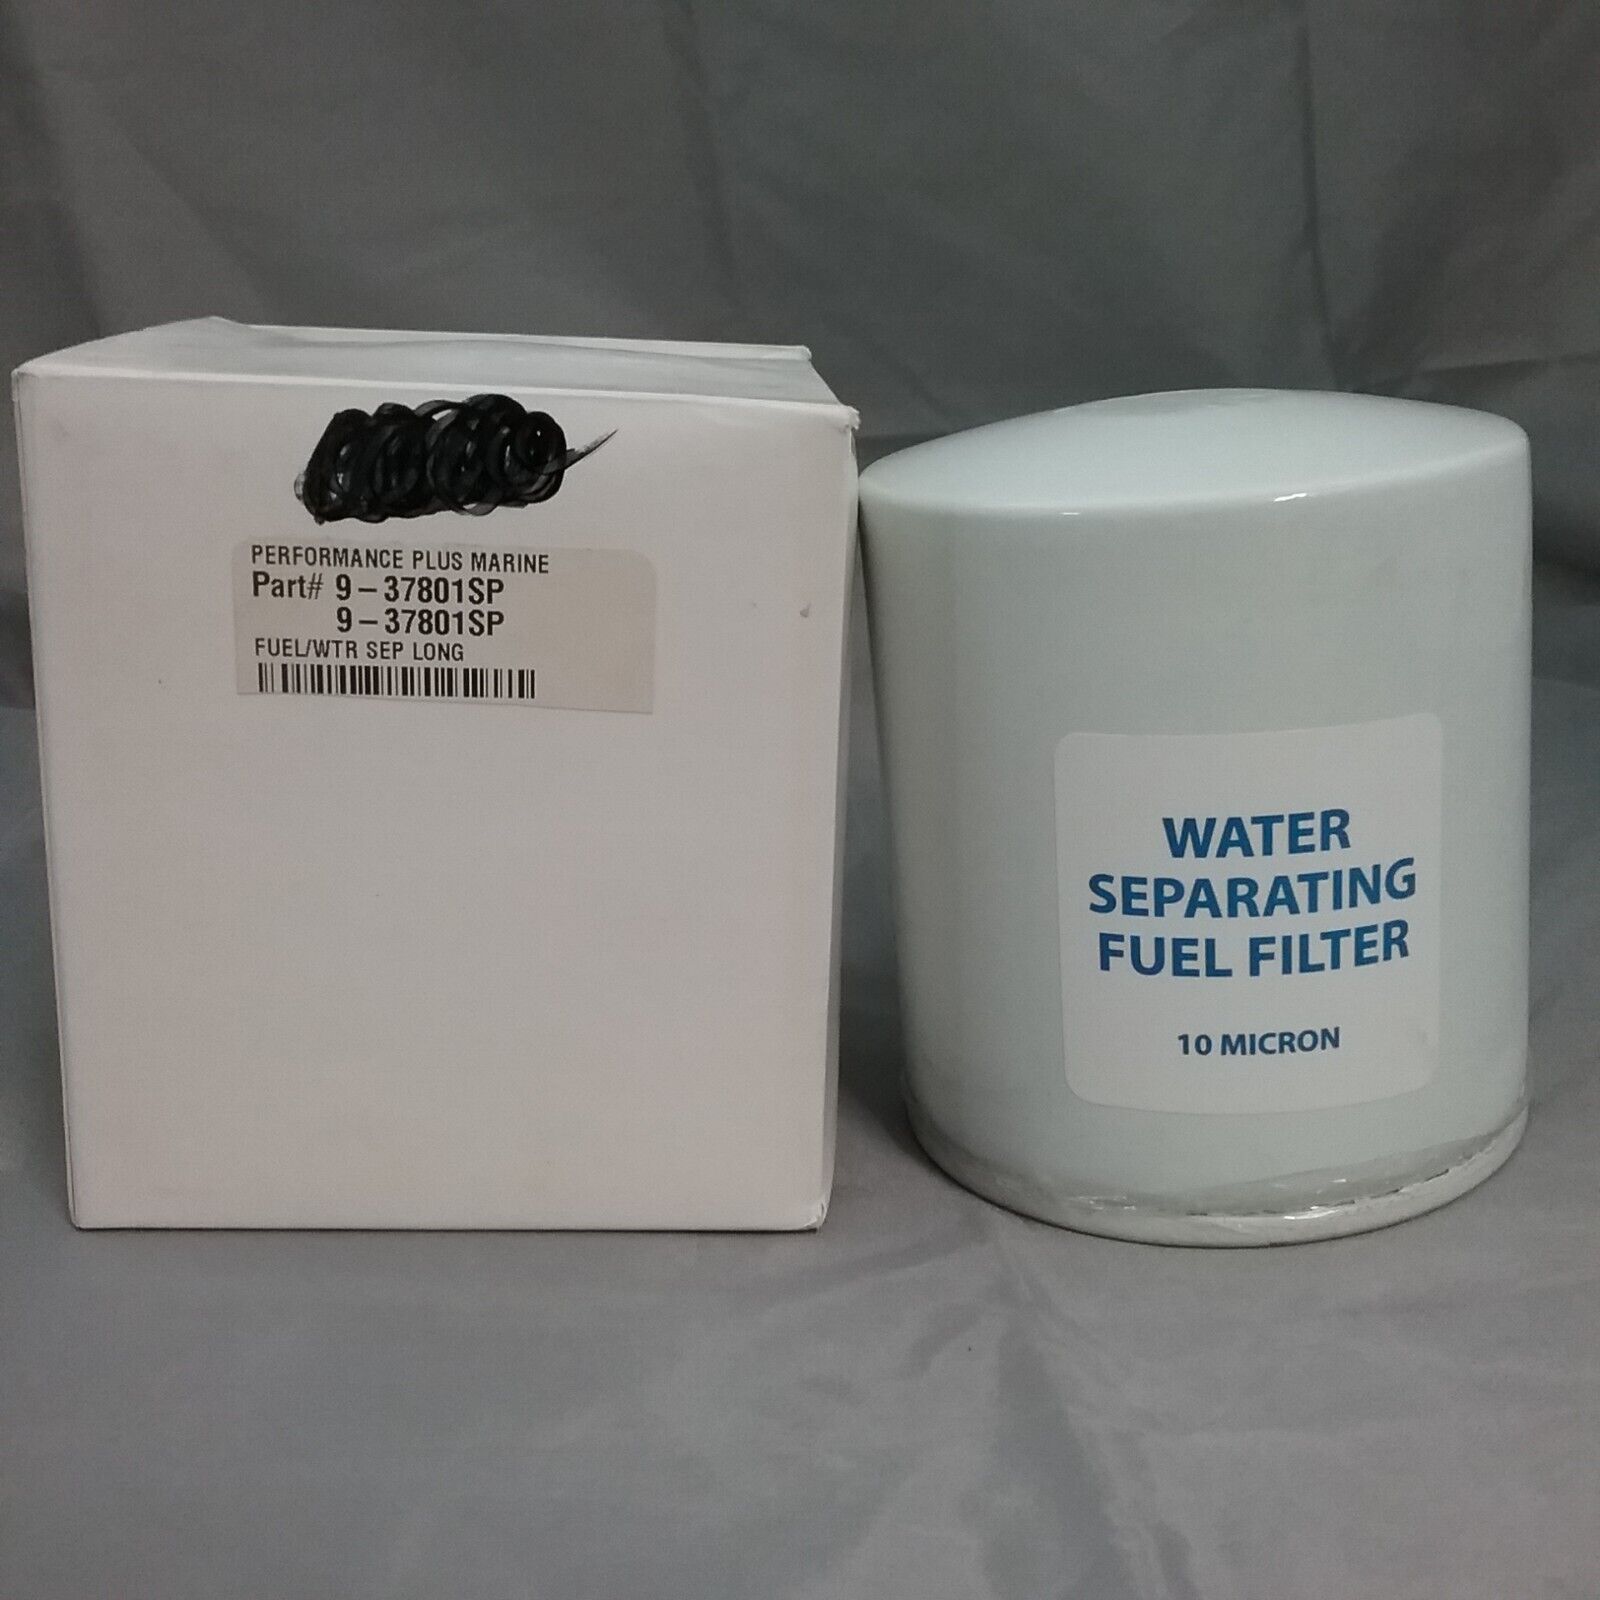 PERFORMANCE PLUS MARINE
Part# 9-37801SP
9-37801SP
FUEL/WTR SEP LONG
WATER
SEPARATING
FUEL FILTER
10 MICRON